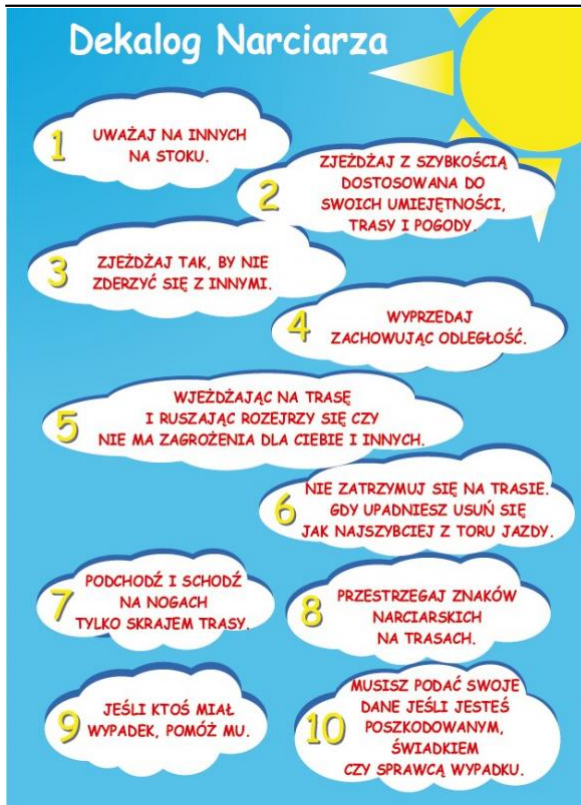 Dekalog Narciarza
1
UWAŻAJ NA INNYCH
NA STOKU.
2
ZJEŻDŻAJ Z SZYBKOŚCIĄ
DOSTOSOWANA DO
SWOICH UMIEJĘTNOŚCI,
TRASY I POGODY.
3
ZJEŻDŻAJ TAK, BY NIE
ZDERZYĆ SIĘ Z INNYMI.
4
WYPRZEDAJ
ZACHOWUJĄC ODLEGŁOŚĆ.
5
WJEŻDŻAJĄC NA TRASĘ
I RUSZAJĄC ROZEJRZY SIĘ CZY
NIE MA ZAGROŻENIA DLA CIEBIE I INNYCH.
6
NIE ZATRZYMUJ SIĘ NA TRASIE.
GDY UPADNIESZ USUŃ SIĘ
JAK NAJSZYBCIEJ Z TORU JAZDY.
7
PODCHODŹ I SCHODŹ
NA NOGACH
TYLKO SKRAJEM TRASY.
8
PRZESTRZEGAJ ZNAKÓW
NARCIARSKICH
NA TRASACH.
9
JEŚLI KTOŚ MIAŁ
WYPADEK, POMÓŻ MU.
10
MUSISZ PODAĆ SWOJE
DANE JEŚLI JESTEŚ
POSZKODOWANYM,
ŚWIADKIEM
CZY SPRAWCĄ WYPADKU.